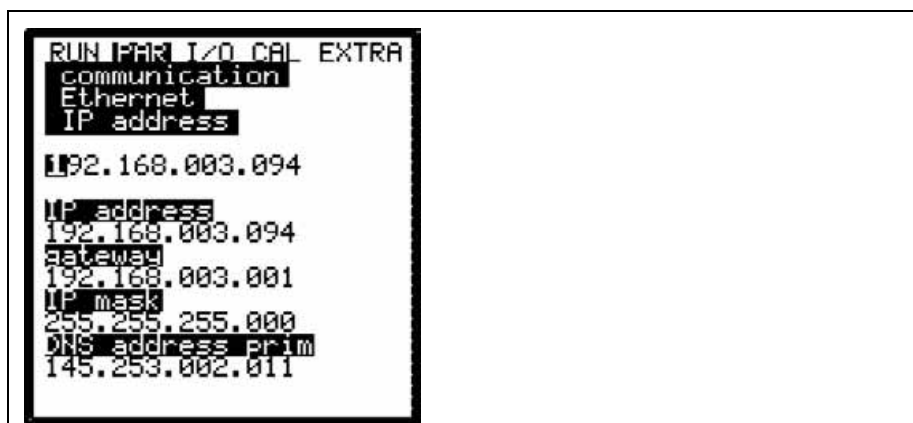 RUN PAR I/O CAL EXTRA
communication
Ethernet
IP address
192.168.003.094
IP address
192.168.003.094
gateway
192.168.003.001
IP mask
255.255.255.000
DNS address prim
145.253.002.011